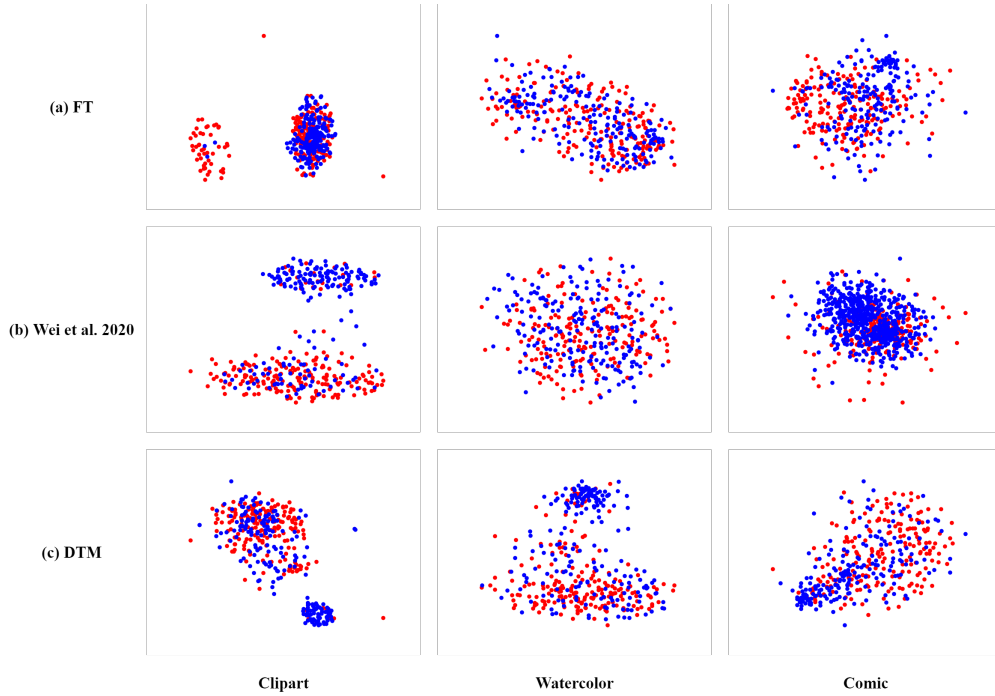 (a) FT
(b) Wei et al. 2020
(c) DTM
Clipart
Watercolor
Comic